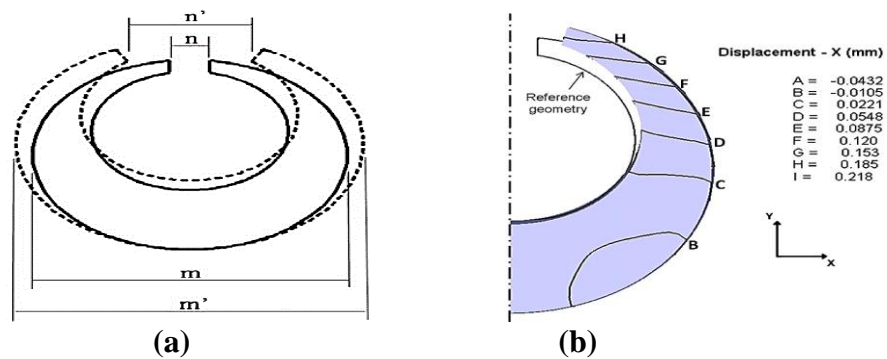 n'
n
m
m'
(a)
H
G
F
E
D
C
B
Reference
geometry
Displacement - X (mm)
A = -0.0432
B = -0.0105
C = 0.0221
D = 0.0548
E = 0.0875
F = 0.120
G = 0.153
H = 0.185
I = 0.218
Y
X
(b)